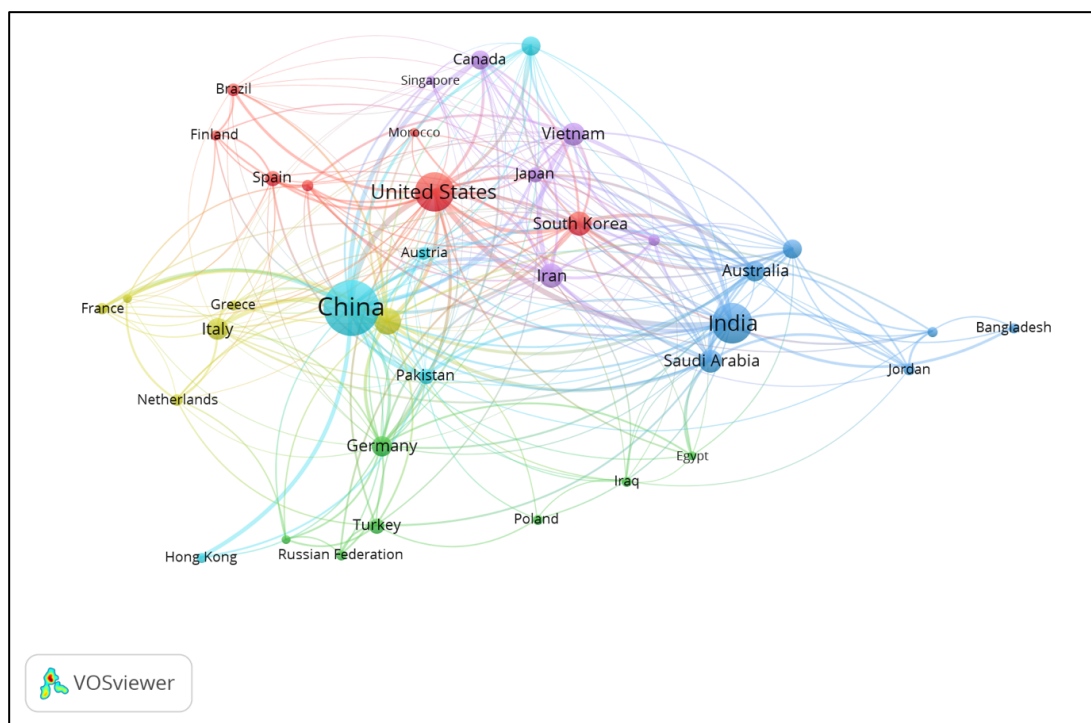 Canada
Singapore
Brazil
Finland
Morocco
Vietnam
Spain
Japan
United States
South Korea
Austria
Australia
Iran
France
Greece
China
Italy
India
Bangladesh
Saudi Arabia
Jordan
Pakistan
Netherlands
Germany
Egypt
Iraq
Poland
Turkey
Hong Kong
Russian Federation
VOSviewer